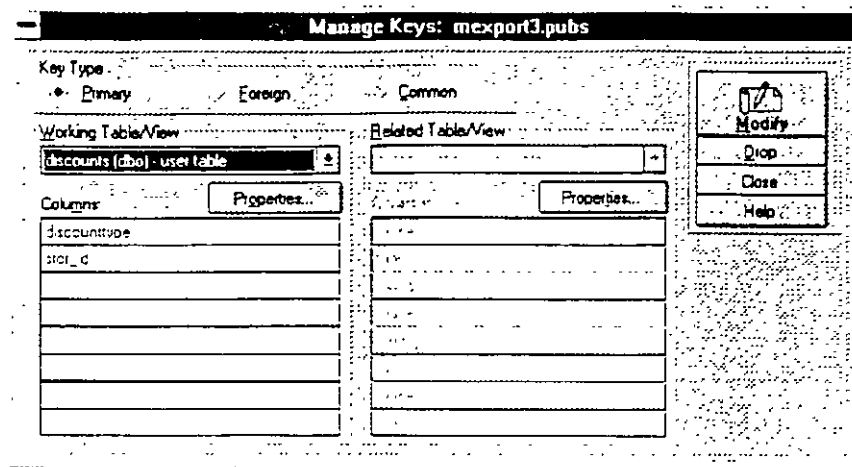 Manage Keys: mexport3.pubs
Key Type
Primary Foreign Common
Working Table/View
discounts (dbo) - user table
Columns
Properties...
discounttype
stor_id
Related Table/View
Properties...
Modify
Drop
Close
Help